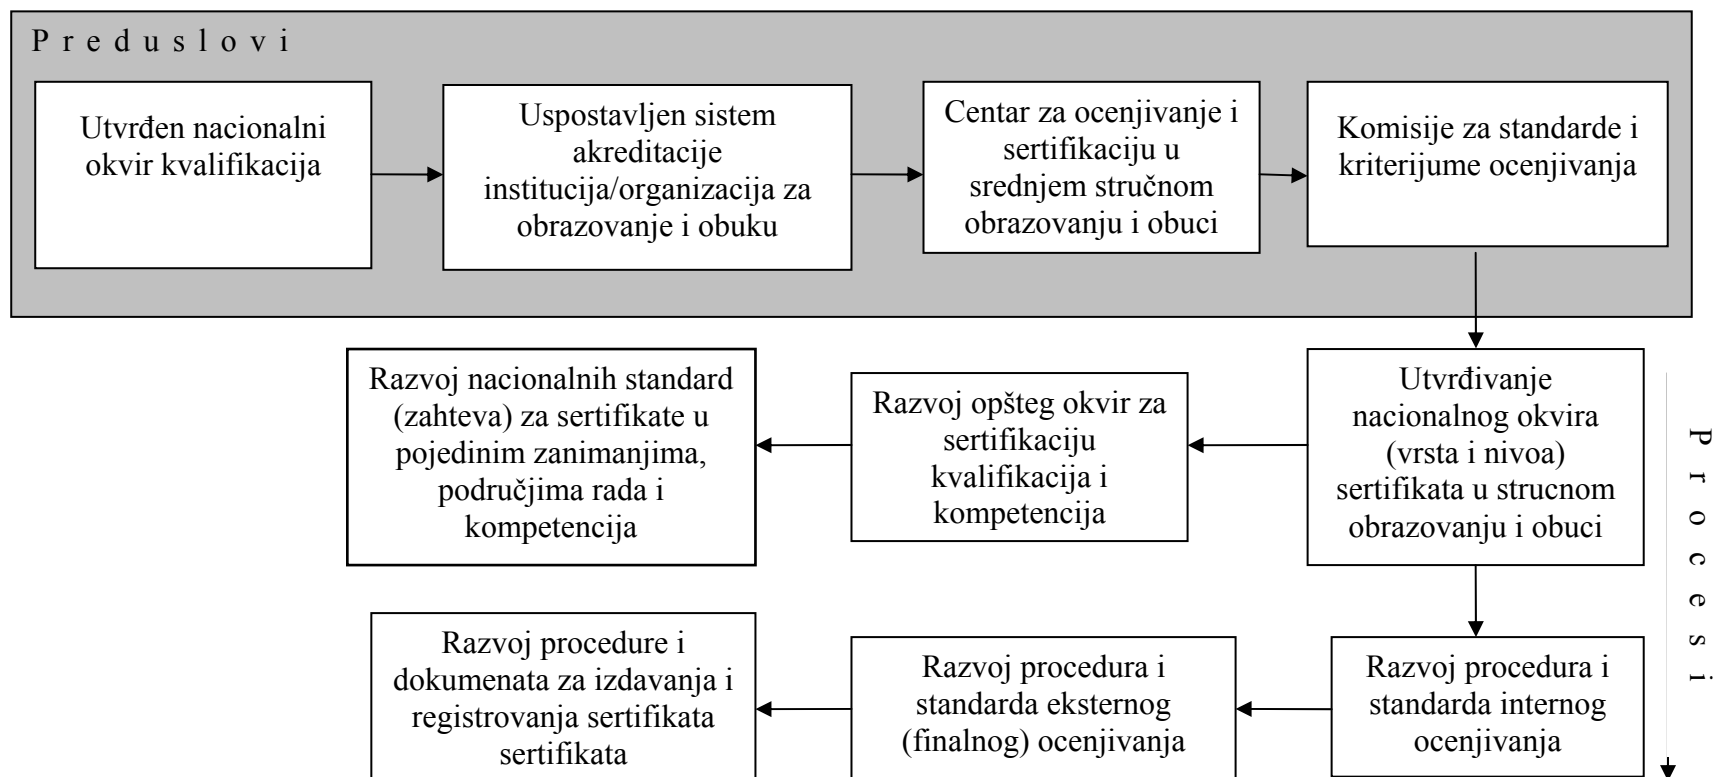 Preduslovi
Utvrđen nacionalni
okvir kvalifikacija
Uspostavljen sistem
akreditacije
institucija/organizacija za
obrazovanje i obuku
Centar za ocenjivanje i
sertifikaciju u
srednjem stručnom
obrazovanju i obuci
Komisije za standarde i
kriterijume ocenjivanja
Razvoj nacionalnih standard
(zahteva) za sertifikate u
pojedinim zanimanjima,
područjima rada i
kompetencija
Razvoj opšteg okvir za
sertifikaciju
kvalifikacija i
kompetencija
Utvrđivanje
nacionalnog okvira
(vrsta i nivoa)
sertifikata u strucnom
obrazovanju i obuci
Procesi
Razvoj procedure i
dokumenata za izdavanja i
registrovanja sertifikata
sertifikata
Razvoj procedura i
standarda eksternog
(finalnog) ocenjivanja
Razvoj procedura i
standarda internog
ocenjivanja